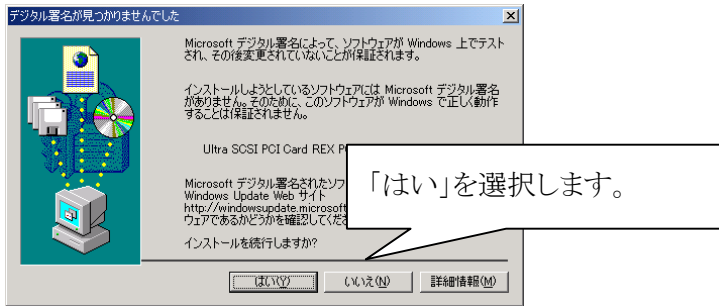 デジタル署名が見つかりませんでした
Microsoft デジタル署名によって、ソフトウェアが Windows 上でテスト
され、その後変更されていないことが保証されます。
インストールしようとしているソフトウェアには Microsoft デジタル署名
がありません。そのために、このソフトウェアが Windows で正しく動作
することは保証されません。
Ultra SCSI PCI Card REX
Microsoft デジタル署名されたソフ
Windows Update Web サイト
http://windowsupdate.microsoft
ウェアであるかどうかを確認してくだ
インストールを続行しますか?
「はい」を選択します。
はい(Y)
いいえ(N)
詳細情報(M)